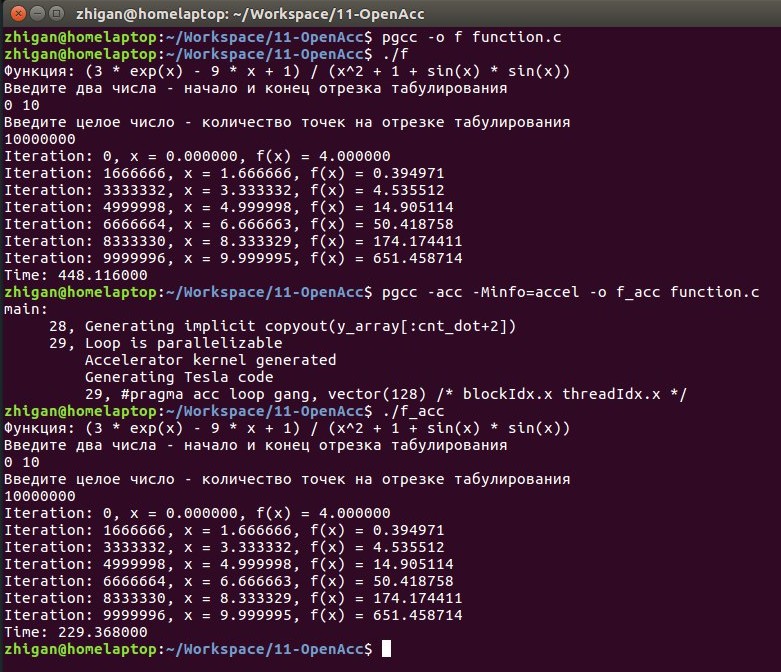 zhigan@homelaptop: ~/Workspace/11-OpenAcc
zhigan@homelaptop:~/Workspace/11-OpenAcc$ pgcc -o f function.c
zhigan@homelaptop:~/Workspace/11-OpenAcc$ ./f
Функция: (3 * exp(x) - 9 * x + 1) / (x^2 + 1 + sin(x) * sin(x))
Введите два числа - начало и конец отрезка табулирования
0 10
Введите целое число - количество точек на отрезке табулирования
10000000
Iteration: 0, x = 0.000000, f(x) = 4.000000
Iteration: 1666666, x = 1.666666, f(x) = 0.394971
Iteration: 3333332, x = 3.333332, f(x) = 4.535512
Iteration: 4999998, x = 4.999998, f(x) = 14.905114
Iteration: 6666664, x = 6.666663, f(x) = 50.418758
Iteration: 8333330, x = 8.333329, f(x) = 174.174411
Iteration: 9999996, x = 9.999995, f(x) = 651.458714
Time: 448.116000
zhigan@homelaptop:~/Workspace/11-OpenAcc$ pgcc -acc -Minfo=accel -o f_acc function.c
main:
     28, Generating implicit copyout(y_array[:cnt_dot+2])
     29, Loop is parallelizable
         Accelerator kernel generated
         Generating Tesla code
         29, #pragma acc loop gang, vector(128) /* blockIdx.x threadIdx.x */
zhigan@homelaptop:~/Workspace/11-OpenAcc$ ./f_acc
Функция: (3 * exp(x) - 9 * x + 1) / (x^2 + 1 + sin(x) * sin(x))
Введите два числа - начало и конец отрезка табулирования
0 10
Введите целое число - количество точек на отрезке табулирования
10000000
Iteration: 0, x = 0.000000, f(x) = 4.000000
Iteration: 1666666, x = 1.666666, f(x) = 0.394971
Iteration: 3333332, x = 3.333332, f(x) = 4.535512
Iteration: 4999998, x = 4.999998, f(x) = 14.905114
Iteration: 6666664, x = 6.666663, f(x) = 50.418758
Iteration: 8333330, x = 8.333329, f(x) = 174.174411
Iteration: 9999996, x = 9.999995, f(x) = 651.458714
Time: 229.368000
zhigan@homelaptop:~/Workspace/11-OpenAcc$